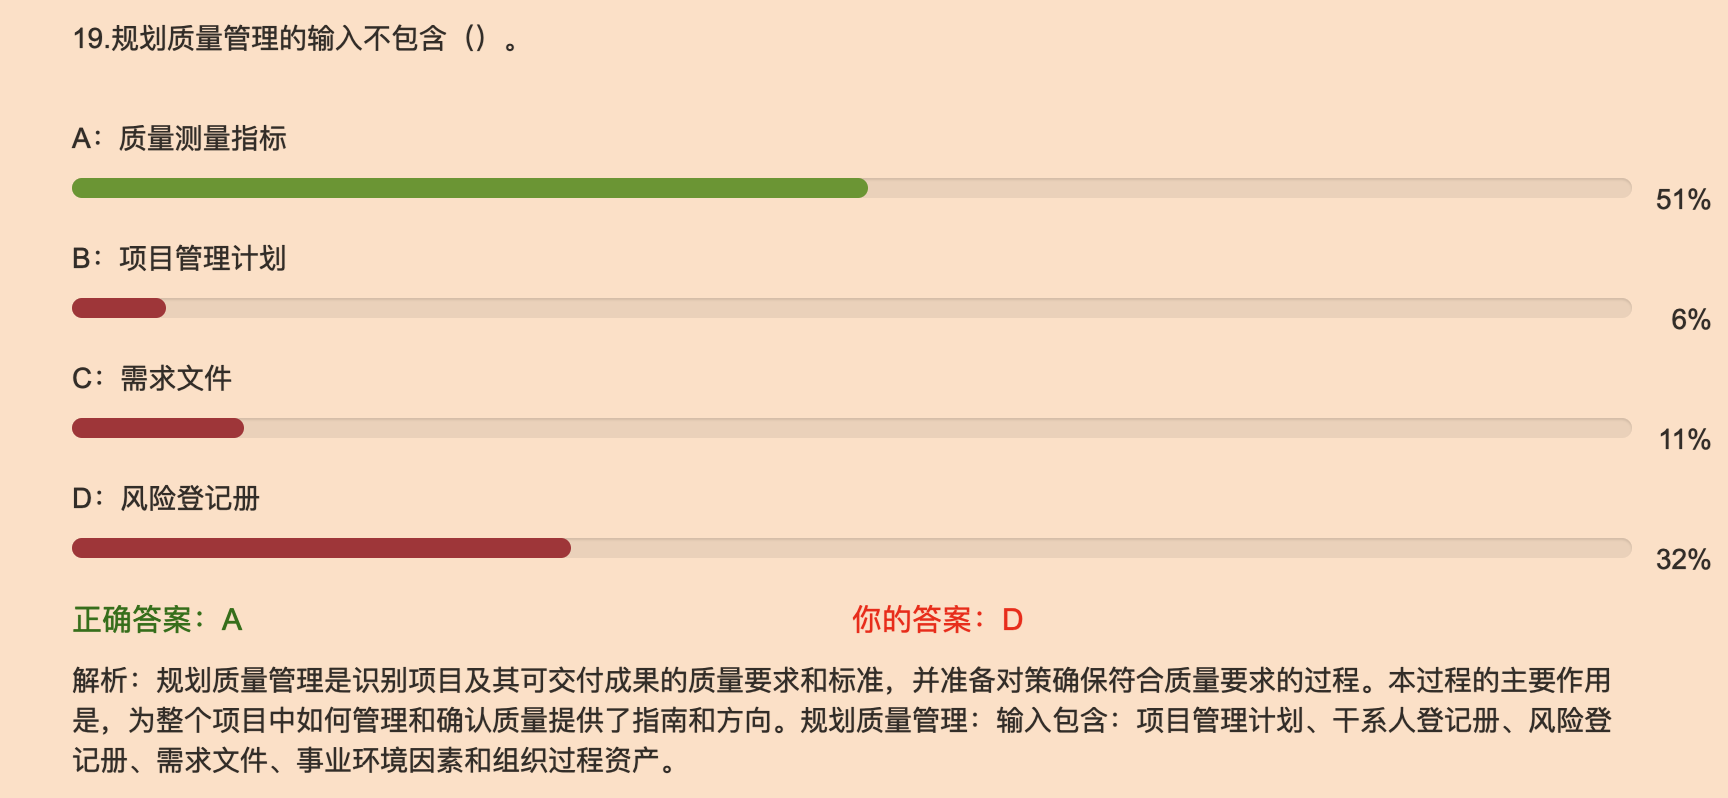 19.规划质量管理的输入不包含（）。
A：质量测量指标
51%
B：项目管理计划
6%
C：需求文件
11%
D：风险登记册
32%
正确答案：A
你的答案：D
解析：规划质量管理是识别项目及其可交付成果的质量要求和标准，并准备对策确保符合质量要求的过程。本过程的主要作用
是，为整个项目中如何管理和确认质量提供了指南和方向。规划质量管理：输入包含：项目管理计划、干系人登记册、风险登
记册、需求文件、事业环境因素和组织过程资产。